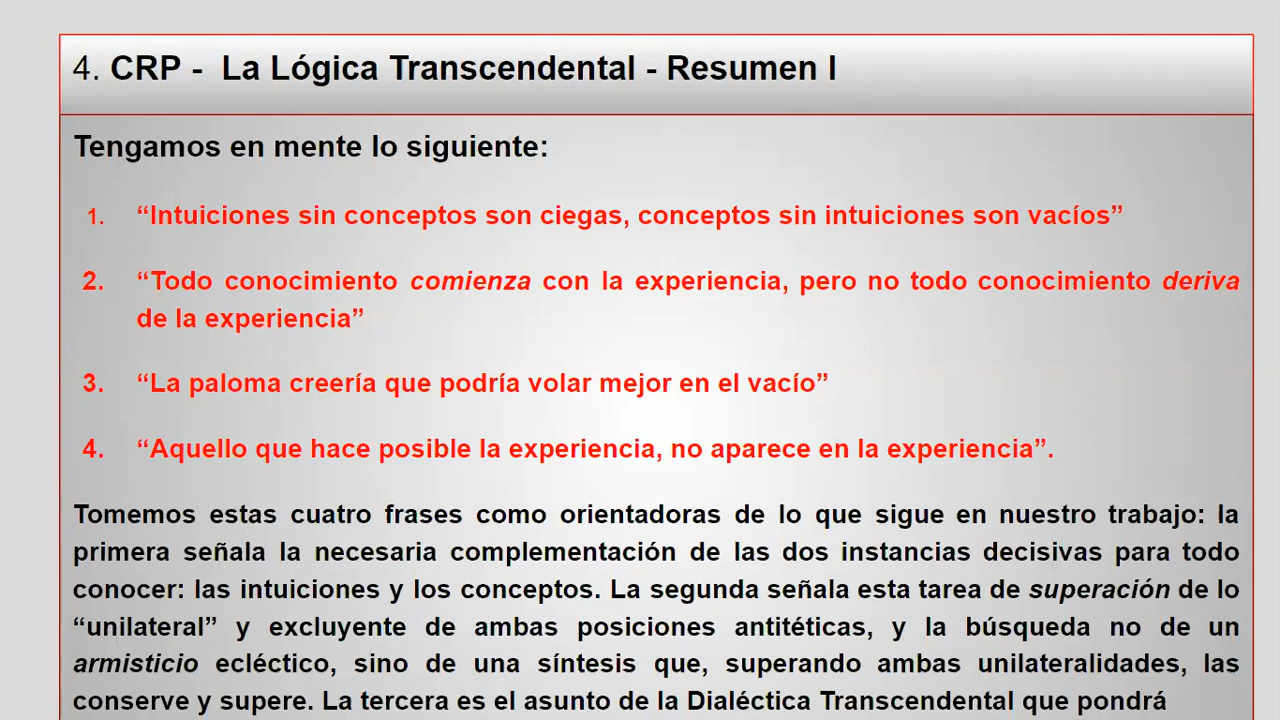 4. CRP - La Lógica Transcendental - Resumen I
Tengamos en mente lo siguiente:
1. “Intuiciones sin conceptos son ciegas, conceptos sin intuiciones son vacíos”
2. “Todo conocimiento comienza con la experiencia, pero no todo conocimiento deriva
de la experiencia”
3. “La paloma creería que podría volar mejor en el vacío”
4. “Aquello que hace posible la experiencia, no aparece en la experiencia”.
Tomemos estas cuatro frases como orientadoras de lo que sigue en nuestro trabajo: la
primera señala la necesaria complementación de las dos instancias decisivas para todo
conocer: las intuiciones y los conceptos. La segunda señala esta tarea de superación de lo
“unilateral” y excluyente de ambas posiciones antitéticas, y la búsqueda no de un
armisticio ecléctico, sino de una síntesis que, superando ambas unilateralidades, las
conserve y supere. La tercera es el asunto de la Dialéctica Transcendental que pondrá